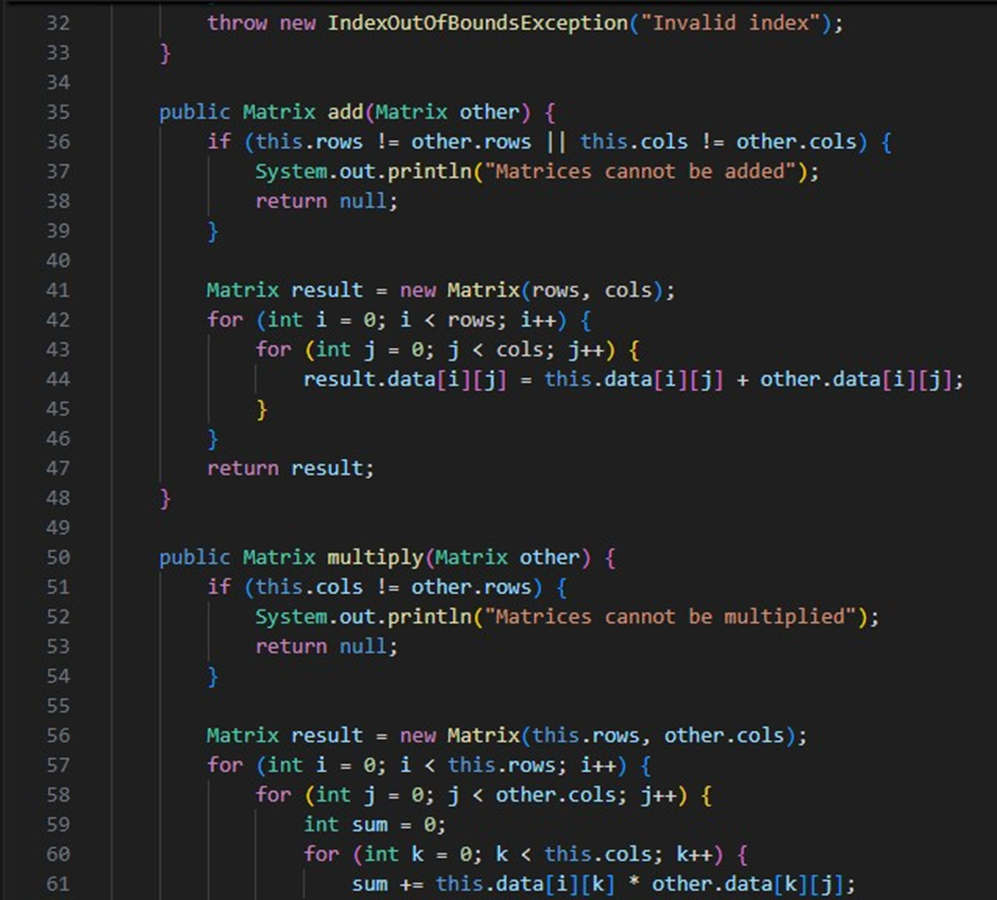 32 throw new IndexOutOfBoundsException("Invalid index");
33 }
34
35 public Matrix add(Matrix other) {
36 if (this.rows != other.rows || this.cols != other.cols) {
37 System.out.println("Matrices cannot be added");
38 return null;
39 }
40
41 Matrix result = new Matrix(rows, cols);
42 for (int i = 0; i < rows; i++) {
43 for (int j = 0; j < cols; j++) {
44 result.data[i][j] = this.data[i][j] + other.data[i][j];
45 }
46 }
47 return result;
48 }
49
50 public Matrix multiply(Matrix other) {
51 if (this.cols != other.rows) {
52 System.out.println("Matrices cannot be multiplied");
53 return null;
54 }
55
56 Matrix result = new Matrix(this.rows, other.cols);
57 for (int i = 0; i < this.rows; i++) {
58 for (int j = 0; j < other.cols; j++) {
59 int sum = 0;
60 for (int k = 0; k < this.cols; k++) {
61 sum += this.data[i][k] * other.data[k][j];